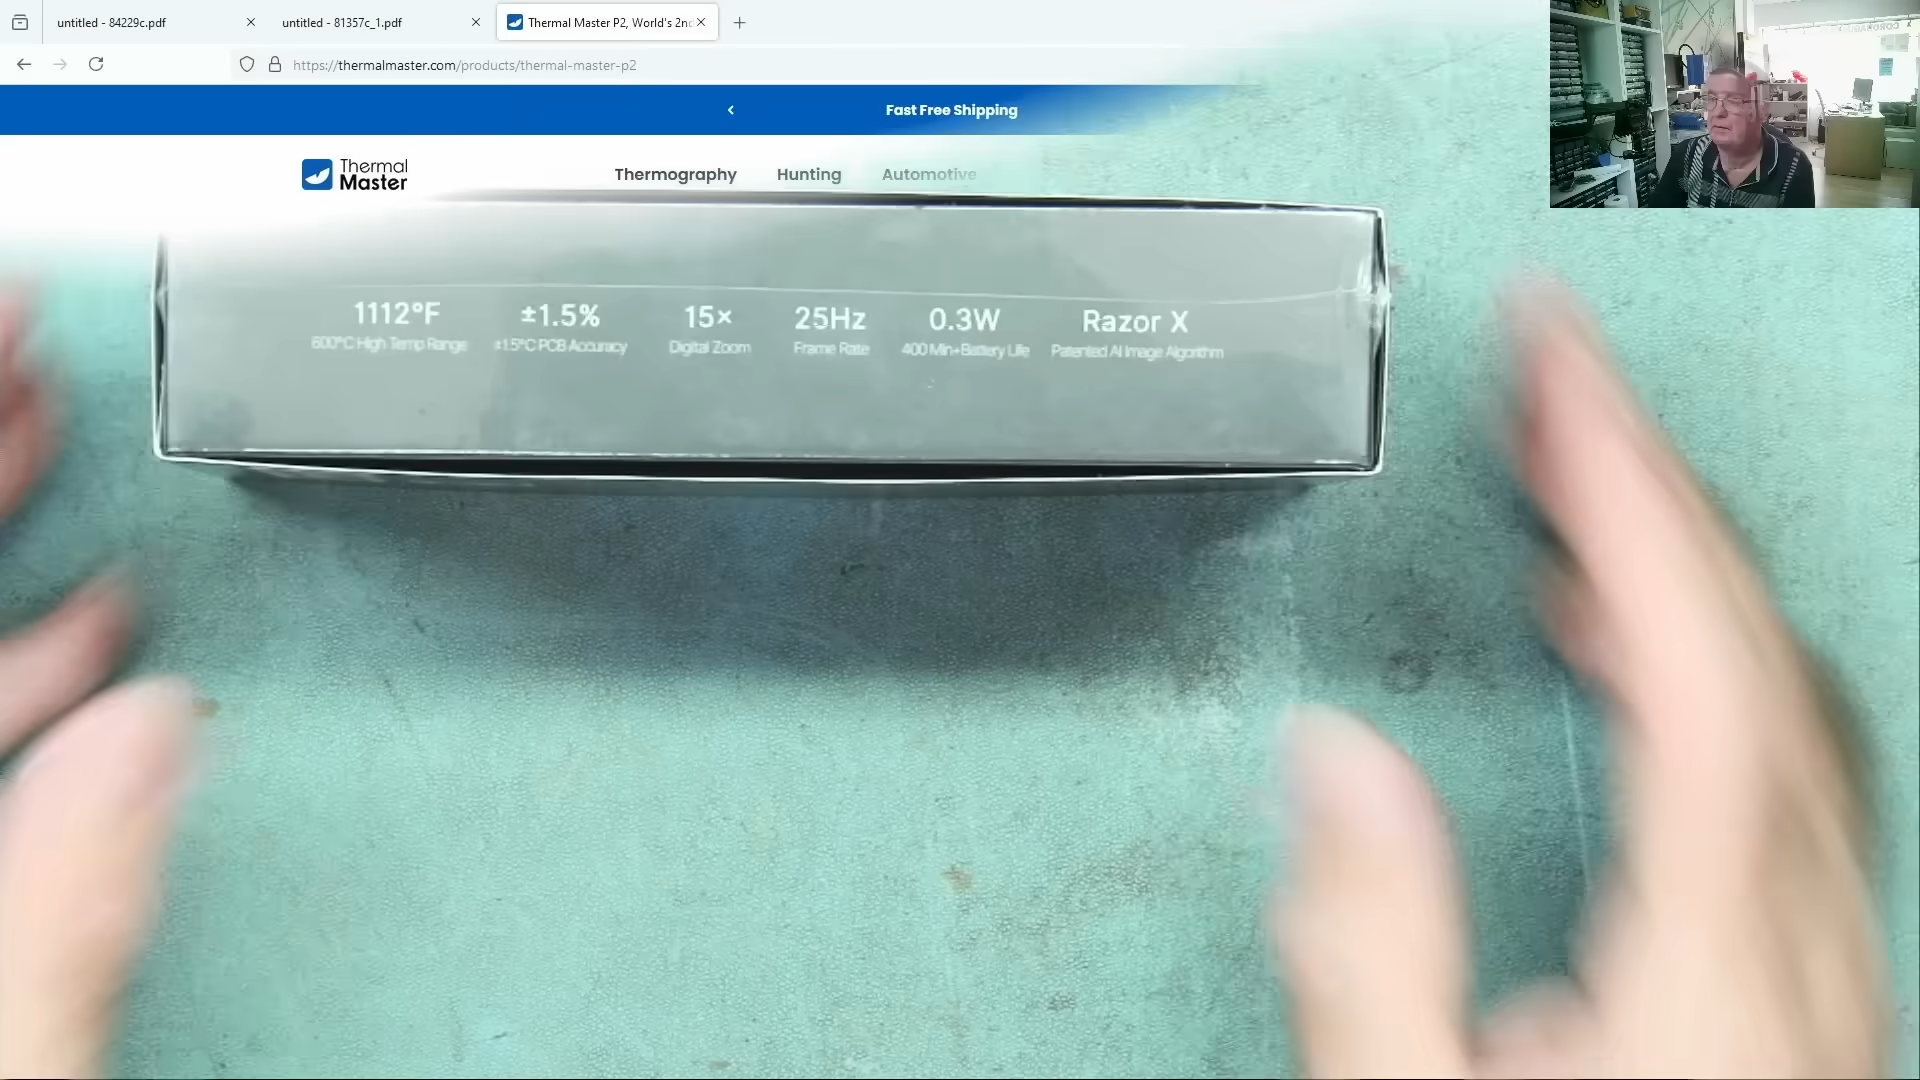 untitled - 84229c.pdf
untitled - 81357c_1.pdf
Thermal Master P2, World's 2nd
https://thermalmaster.com/products/thermal-master-p2
Fast Free Shipping
Thermal
Master
Thermography Hunting Automotive
1112°F ±1.5% 15× 25Hz 0.3W Razor X
600°C High Temp Range ±1.5°C PCB Accuracy Digital Zoom Frame Rate 400 Min+Battery Life Patented AI Image Algorithm